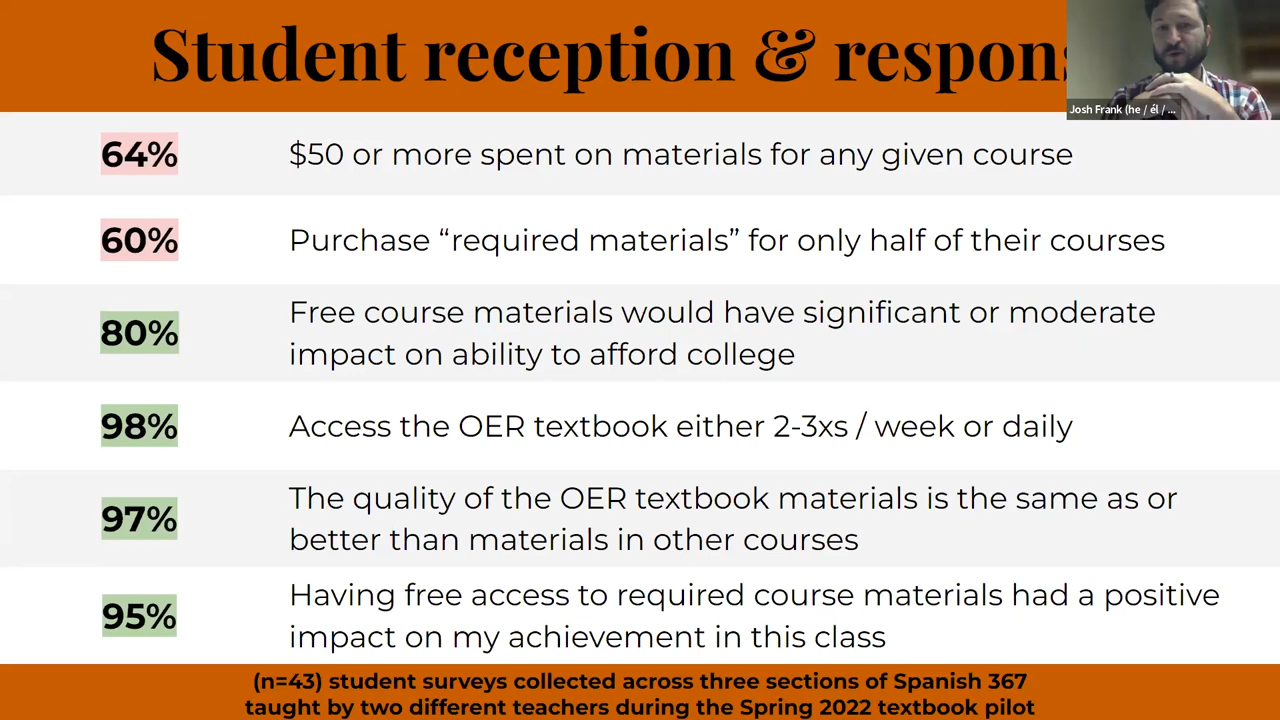 Student reception & respons
Josh Frank (he / él / ...
64%
$50 or more spent on materials for any given course
60%
Purchase “required materials” for only half of their courses
80%
Free course materials would have significant or moderate
impact on ability to afford college
98%
Access the OER textbook either 2-3xs / week or daily
97%
The quality of the OER textbook materials is the same as or
better than materials in other courses
95%
Having free access to required course materials had a positive
impact on my achievement in this class
(n=43) student surveys collected across three sections of Spanish 367
taught by two different teachers during the Spring 2022 textbook pilot